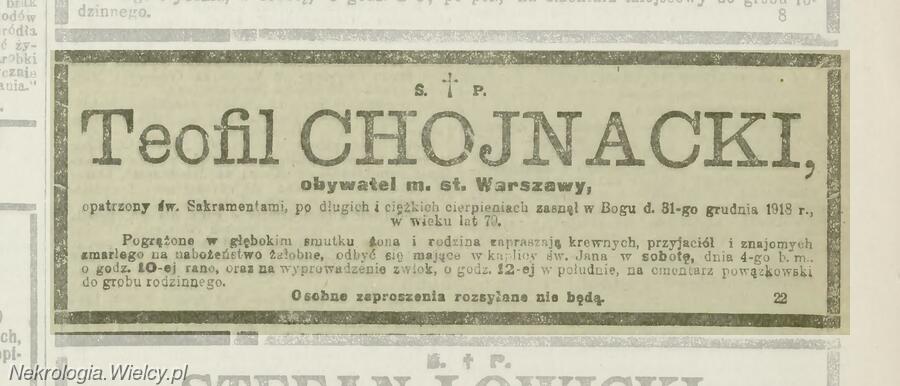 dzinnego.
8
S. † P.
Teofil CHOJNACKI,
obywatel m. st. Warszawy,
opatrzony św. Sakramentami, po długich i ciężkich cierpieniach zasnął w Bogu d. 31-go grudnia 1918 r.,
w wieku lat 70.
Pogrążone w głębokim smutku żona i rodzina zapraszają krewnych, przyjaciół i znajomych
zmarłego na nabożeństwo żałobne, odbyć się mające w kaplicy św. Jana w sobotę, dnia 4-go b. m.,
o godz. 10-ej rano, oraz na wyprowadzenie zwłok, o godz. 12-ej w południe, na cmentarz powązkowski
do grobu rodzinnego.
Osobne zaproszenia rozsyłane nie będą.
22
S. † P.
Nekrologia.Wielcy.pl